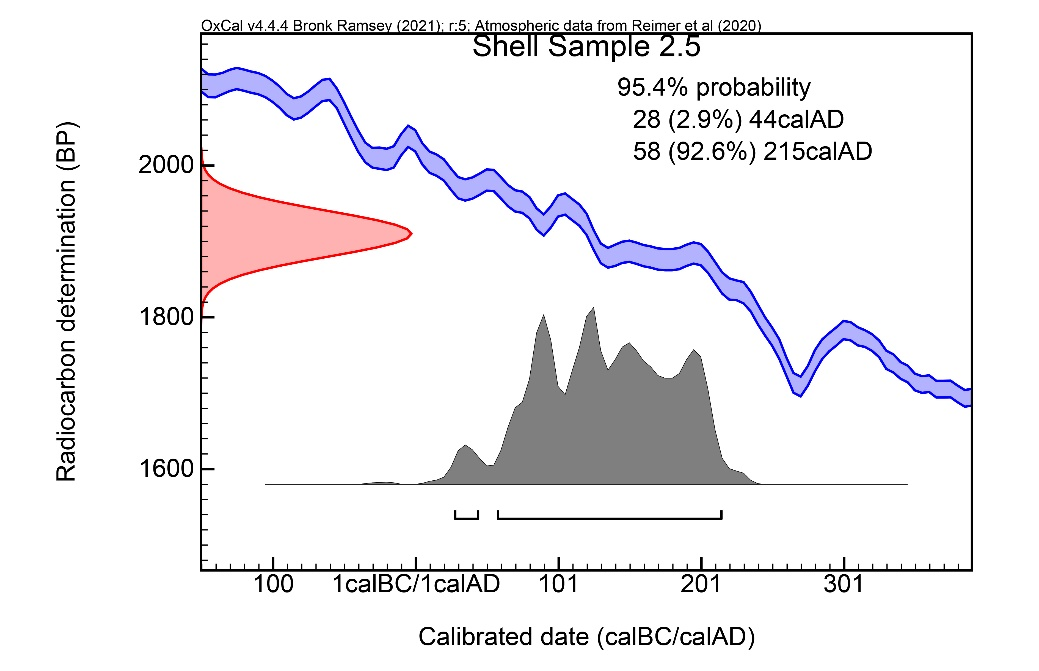 OxCal v4.4.4 Bronk Ramsey (2021); r:5; Atmospheric data from Reimer et al (2020)
Shell Sample 2.5
95.4% probability
28 (2.9%) 44calAD
58 (92.6%) 215calAD
Radiocarbon determination (BP)
2000
1800
1600
100 1calBC/1calAD 101 201 301
Calibrated date (calBC/calAD)